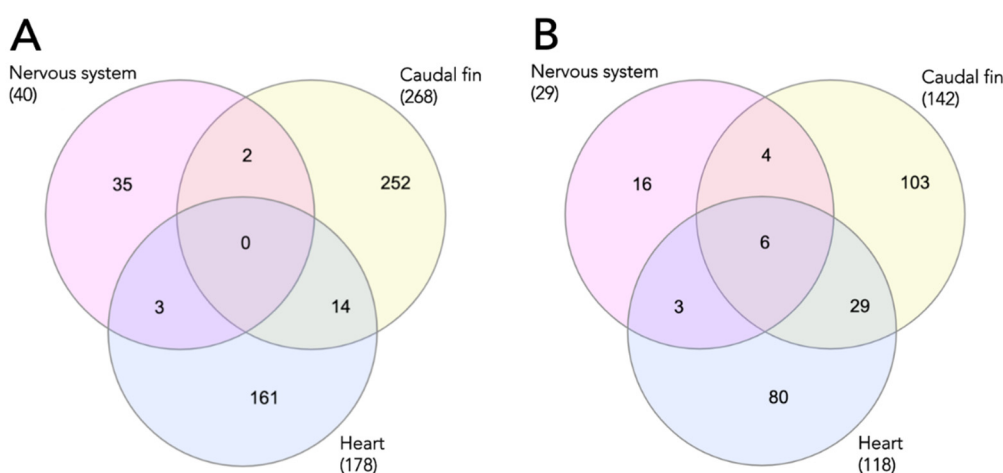 A
Nervous system
(40)
Caudal fin
(268)
2
35
252
0
3
14
161
Heart
(178)
B
Nervous system
(29)
Caudal fin
(142)
4
16
103
6
3
29
80
Heart
(118)